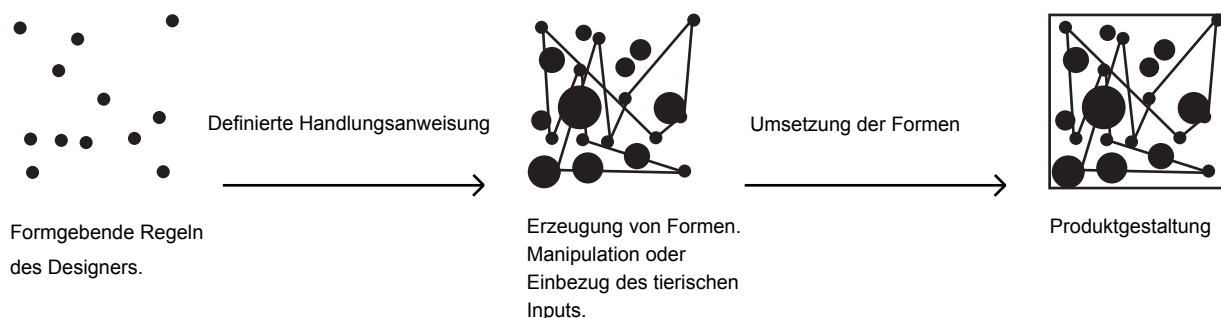 Definierte Handlungsanweisung
Umsetzung der Formen
Formgebende Regeln
des Designers.
Erzeugung von Formen.
Manipulation oder
Einbezug des tierischen
Inputs.
Produktgestaltung